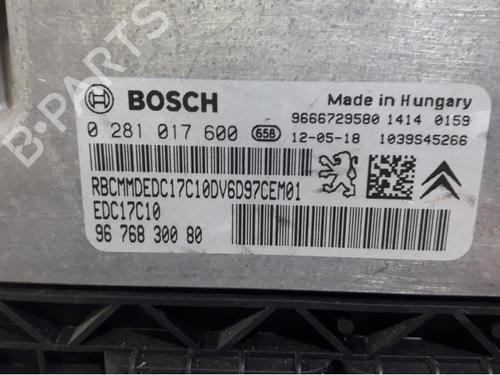 B-PARTS
BOSCH
Made in Hungary
9666729580 1414 0159
0 281 017 600 658 12-05-18 1039S45266
RBCMMDEDC17C10DV6D97CEM01
EDC17C10
96 768 300 80